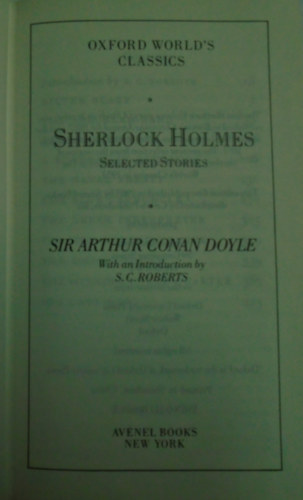 OXFORD WORLD'S
CLASSICS
SHERLOCK HOLMES
SELECTED STORIES
SIR ARTHUR CONAN DOYLE
With an Introduction by
S. C. ROBERTS
AVENEL BOOKS
NEW YORK